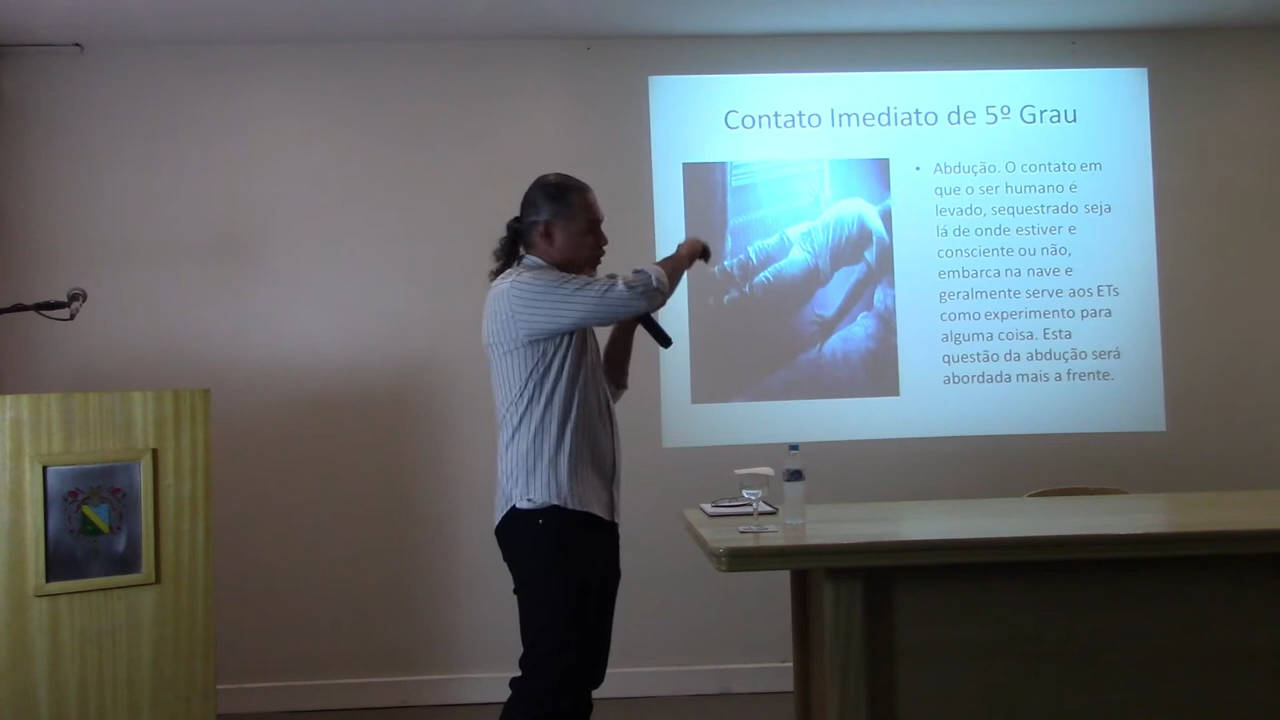 Contato Imediato de 5º Grau
• Abdução. O contato em
que o ser humano é
levado, sequestrado seja
lá de onde estiver e
consciente ou não,
embarca na nave e
geralmente serve aos ETs
como experimento para
alguma coisa. Esta
questão da abdução será
abordada mais a frente.